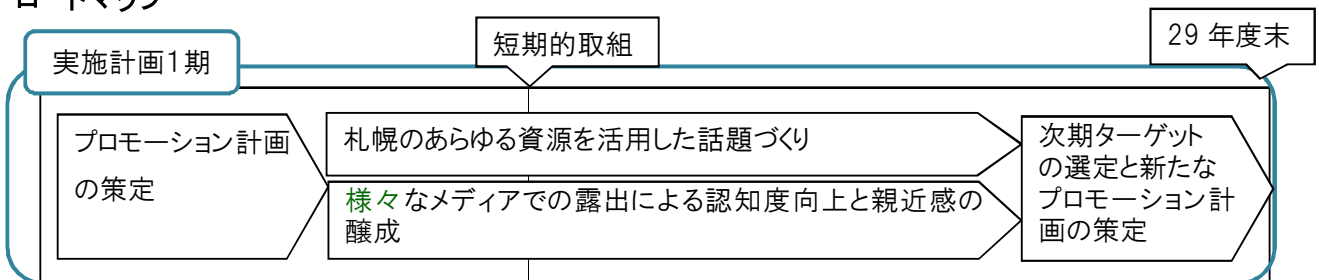 ロードマップ
短期的取組
29 年度末
実施計画1期
プロモーション計画
の策定
札幌のあらゆる資源を活用した話題づくり
様々なメディアでの露出による認知度向上と親近感の
醸成
次期ターゲット
の選定と新たな
プロモーション計
画の策定